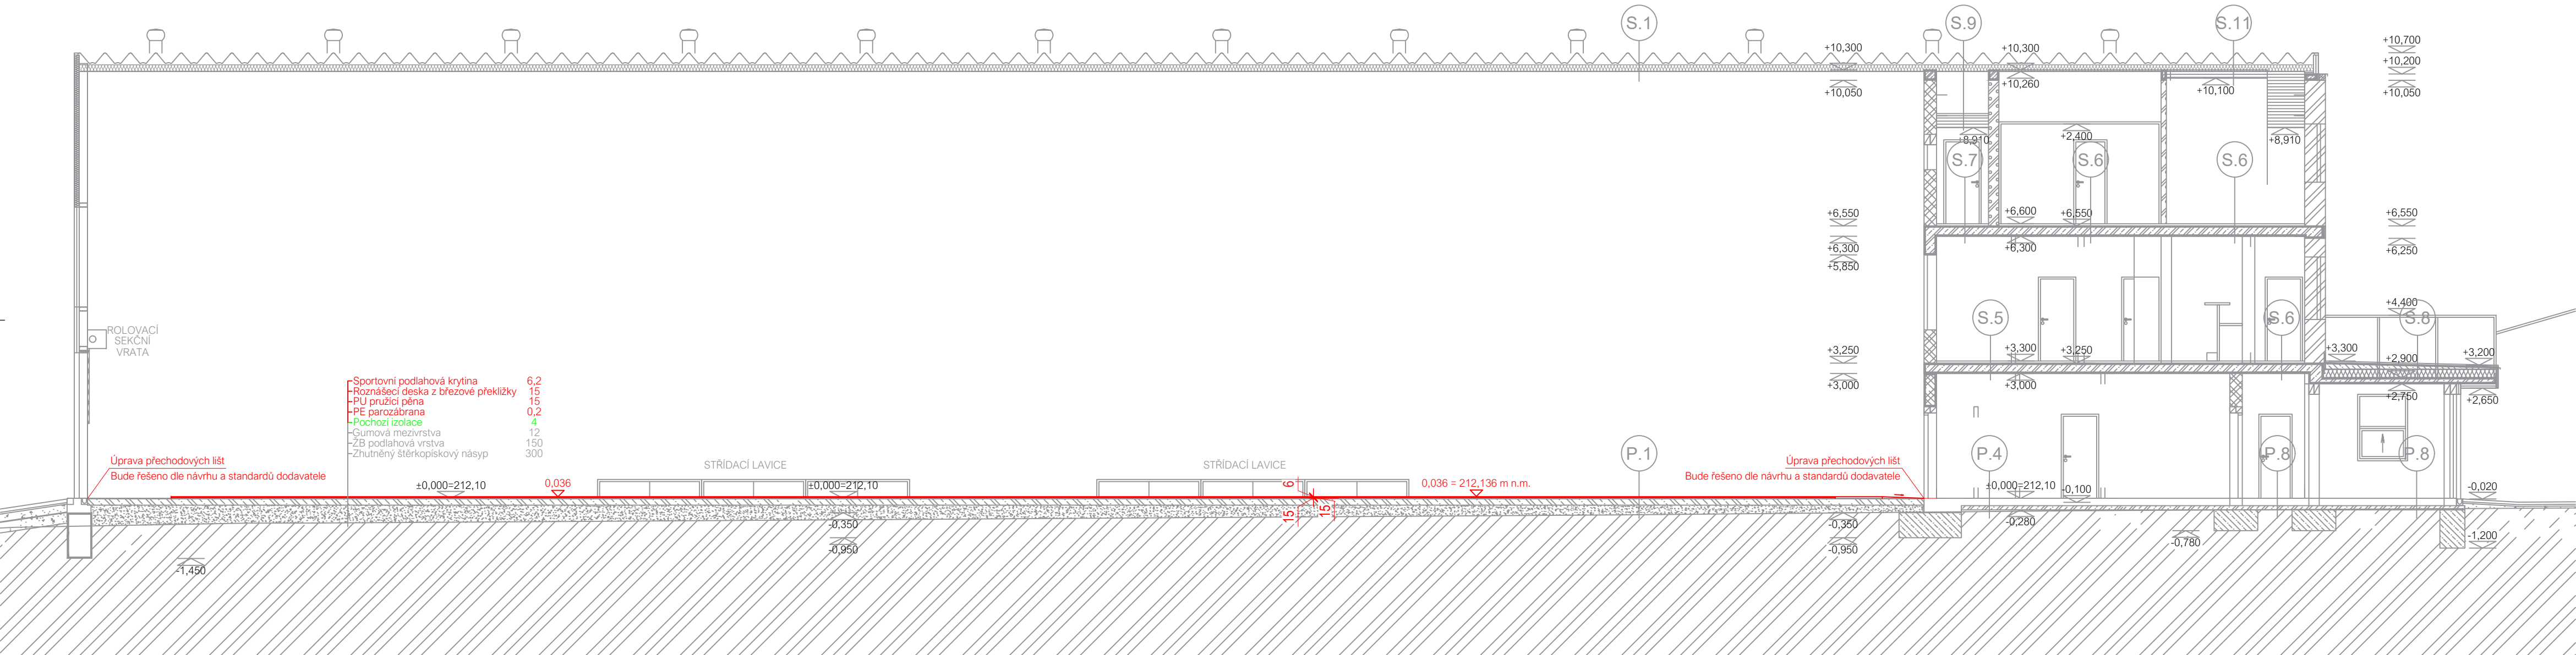 S.1
S.9
S.11
+10,300
+10,050
+10,300
+10,260
+10,100
+10,700
+10,200
+10,050
+8,910
+2,400
+8,910
S.7
S.6
S.6
+6,550
+6,300
+5,850
+6,600
+6,550
+6,300
+6,550
+6,250
ROLOVACÍ
SEKČNÍ
VRATA
S.5
S.6
+4,400
S.8
+3,250
+3,000
+3,300
+3,250
+3,000
+3,300
+2,900
+2,750
+3,200
+2,650
Sportovní podlahová krytina 6,2
Roznášecí deska z březové překližky 15
PU pružící pěna 15
PE parozábrana 0,2
Pochozí izolace 4
Gumová mezivrstva 12
ŽB podlahová vrstva 150
Zhutněný štěrkopískový násyp 300
Úprava přechodových lišt
Bude řešeno dle návrhu a standardů dodavatele
STŘÍDACÍ LAVICE
STŘÍDACÍ LAVICE
P.1
Úprava přechodových lišt
Bude řešeno dle návrhu a standardů dodavatele
P.4
P.8
P.8
±0,000=212,10
0,036
±0,000=212,10
6
15
15
0,036 = 212,136 m n.m.
±0,000=212,10
-0,100
-0,020
-0,350
-0,950
-0,350
-0,950
-0,280
-0,780
-1,200
-1,450